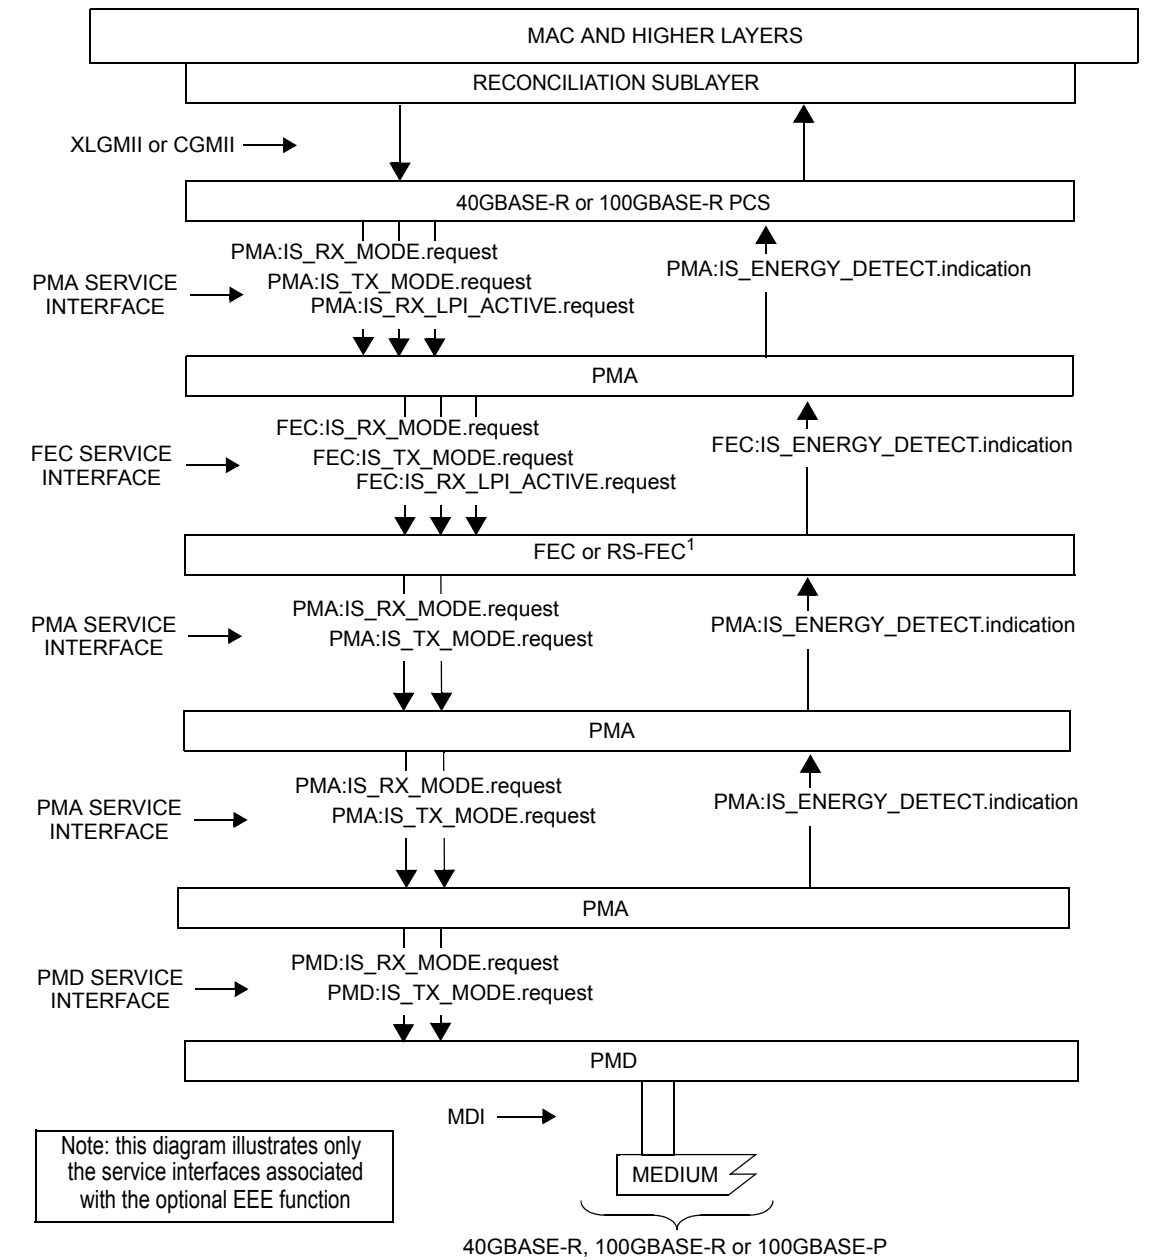 MAC AND HIGHER LAYERS
RECONCILIATION SUBLAYER
XLGMII or CGMII
40GBASE-R or 100GBASE-R PCS
PMA:IS_RX_MODE.request
PMA:IS_TX_MODE.request
PMA:IS_RX_LPI_ACTIVE.request
PMA:IS_ENERGY_DETECT.indication
PMA SERVICE
INTERFACE
PMA
FEC:IS_RX_MODE.request
FEC:IS_TX_MODE.request
FEC:IS_RX_LPI_ACTIVE.request
FEC:IS_ENERGY_DETECT.indication
FEC SERVICE
INTERFACE
FEC or RS-FEC1
PMA:IS_RX_MODE.request
PMA:IS_TX_MODE.request
PMA:IS_ENERGY_DETECT.indication
PMA SERVICE
INTERFACE
PMA
PMA:IS_RX_MODE.request
PMA:IS_TX_MODE.request
PMA:IS_ENERGY_DETECT.indication
PMA SERVICE
INTERFACE
PMA
PMD:IS_RX_MODE.request
PMD:IS_TX_MODE.request
PMD SERVICE
INTERFACE
PMD
MDI
Note: this diagram illustrates only
the service interfaces associated
with the optional EEE function
MEDIUM
40GBASE-R, 100GBASE-R or 100GBASE-P